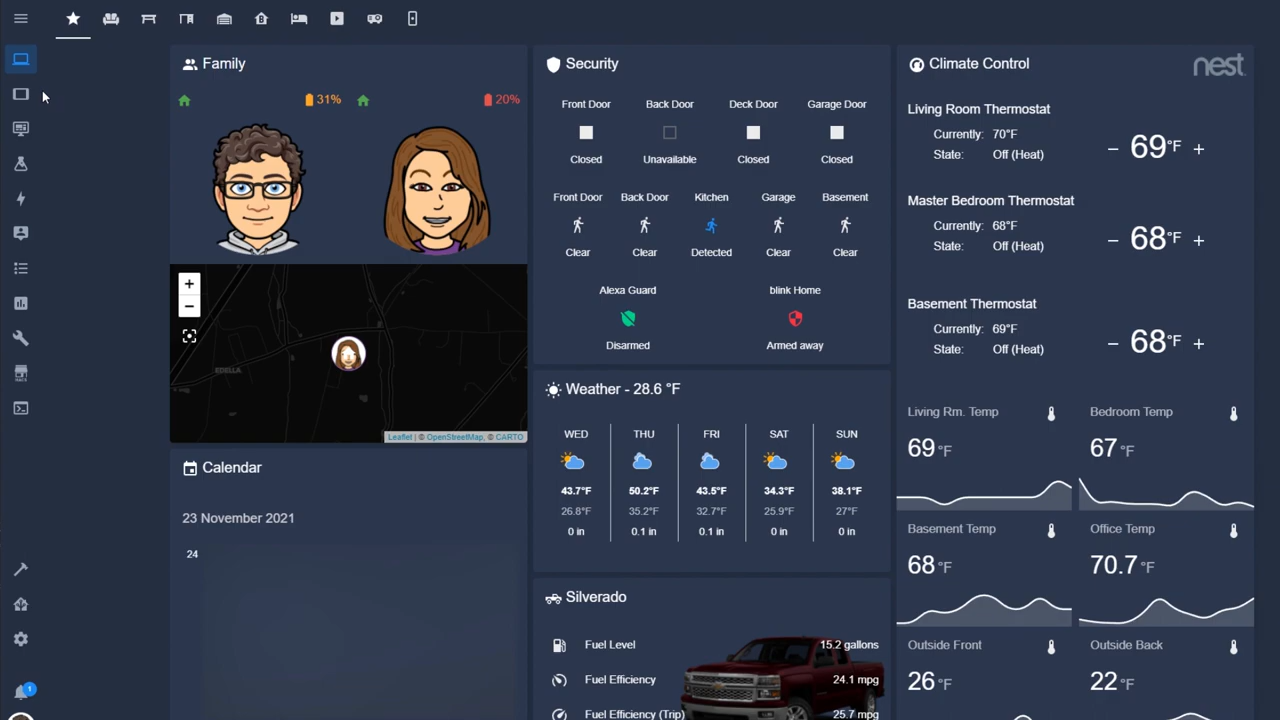 Family
31%
20%
+
−
EDELLA
Leaflet | © OpenStreetMap, © CARTO
Calendar
23 November 2021
24
Security
Front Door
Back Door
Deck Door
Garage Door
Closed
Unavailable
Closed
Closed
Front Door
Back Door
Kitchen
Garage
Basement
Clear
Clear
Detected
Clear
Clear
Alexa Guard
blink Home
Disarmed
Armed away
Weather - 28.6 °F
WED
THU
FRI
SAT
SUN
43.7°F
50.2°F
43.5°F
34.3°F
38.1°F
26.8°F
35.2°F
32.7°F
25.9°F
27°F
0 in
0.1 in
0.1 in
0 in
0 in
Silverado
Fuel Level
15.2 gallons
Fuel Efficiency
24.1 mpg
Fuel Efficiency (Trip)
25.7 mpg
Climate Control
nest
Living Room Thermostat
Currently: 70°F
State: Off (Heat)
− 69°F +
Master Bedroom Thermostat
Currently: 68°F
State: Off (Heat)
− 68°F +
Basement Thermostat
Currently: 69°F
State: Off (Heat)
− 68°F +
Living Rm. Temp
69°F
Bedroom Temp
67°F
Basement Temp
68°F
Office Temp
70.7°F
Outside Front
26°F
Outside Back
22°F
HACS
1